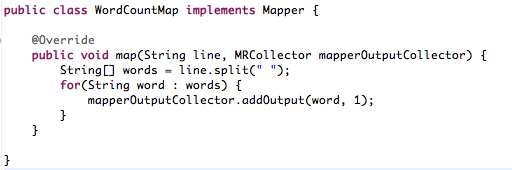 public class WordCountMap implements Mapper {
@Override
public void map(String line, MRCollector mapperOutputCollector) {
String[] words = line.split(" ");
for(String word : words) {
mapperOutputCollector.addOutput(word, 1);
}
}
}